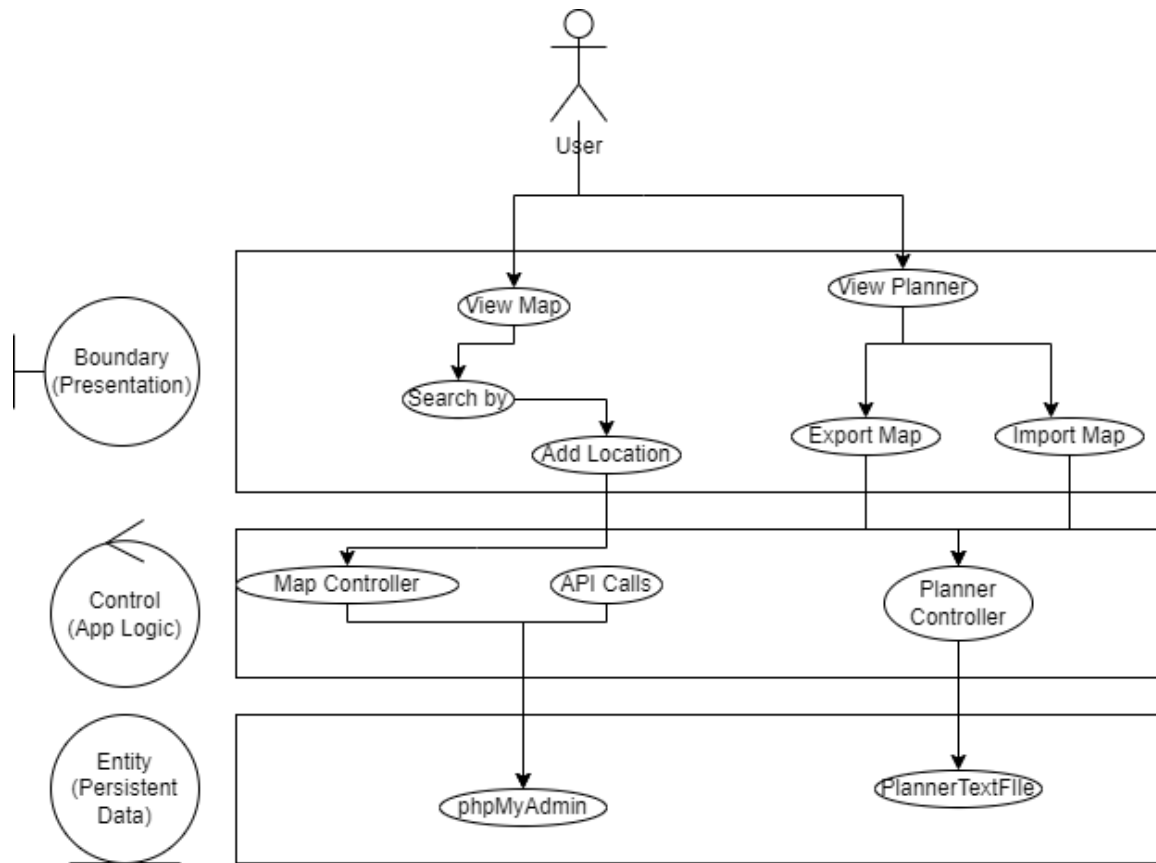 User
View Map
View Planner
Boundary
(Presentation)
Search by
Export Map
Import Map
Add Location
Control
(App Logic)
Map Controller
API Calls
Planner
Controller
Entity
(Persistent
Data)
phpMyAdmin
PlannerTextFIle